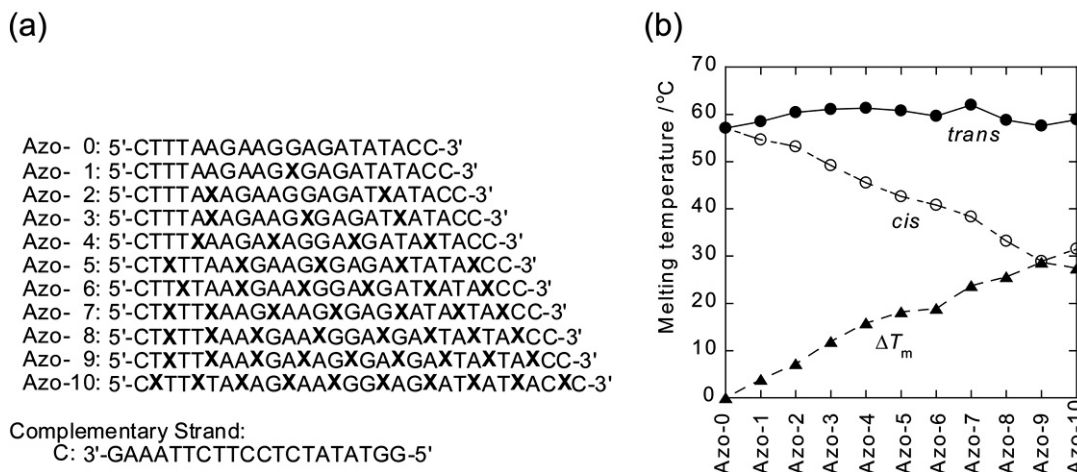 (a)
Azo- 0: 5'-CTTTAAGAAGGAGATATACC-3'
Azo- 1: 5'-CTTTAAGAAGXGAGATATACC-3'
Azo- 2: 5'-CTTTAXAGAAGGAGATXATACC-3'
Azo- 3: 5'-CTTTAXAGAAGXGAGATXATACC-3'
Azo- 4: 5'-CTTTXAAGAXAGGAXGATAXTACC-3'
Azo- 5: 5'-CTXTTAAXGAAGXGAGAXTATAXCC-3'
Azo- 6: 5'-CTTXTAAXGAAXGGAXGATXATAXCC-3'
Azo- 7: 5'-CTXTTXAAGXAAGXGAGXATAXTAXCC-3'
Azo- 8: 5'-CTXTTXAAXGAAXGGAXGAXTAXTAXCC-3'
Azo- 9: 5'-CTXTTXAAXGAXAGXGAXGAXTAXTAXCC-3'
Azo-10: 5'-CXTTXTAXAGXAAXGGXAGXATXATXACXC-3'
Complementary Strand:
C: 3'-GAAATTCTTCCTCTATATGG-5'
(b)
Melting temperature /°C
70
60
50
40
30
20
10
0
trans
cis
ΔTm
Azo-0
Azo-1
Azo-2
Azo-3
Azo-4
Azo-5
Azo-6
Azo-7
Azo-8
Azo-9
Azo-10